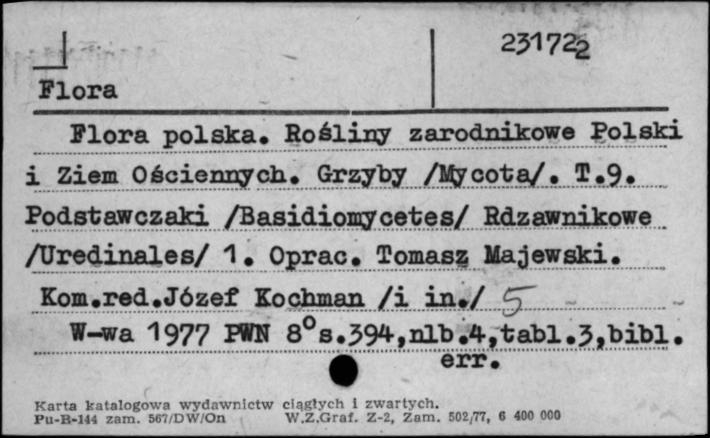 231722
Flora
Flora polska. Rośliny zarodnikowe Polski
i Ziem Ościennych. Grzyby /Mycota/. T.9.
Podstawczaki /Basidiomycetes/ Rdzawnikowe
/Uredinales/ 1. Oprac. Tomasz Majewski.
Kom.red.Józef Kochman /i in./ 5
W-wa 1977 PWN 8° s.394,nlb.4,tabl.3,bibl.
err.
Karta katalogowa wydawnictw ciągłych i zwartych.
Pu-B-144 zam. 567/DW/On W.Z.Graf. Z-2, Zam. 502/77, 6 400 000